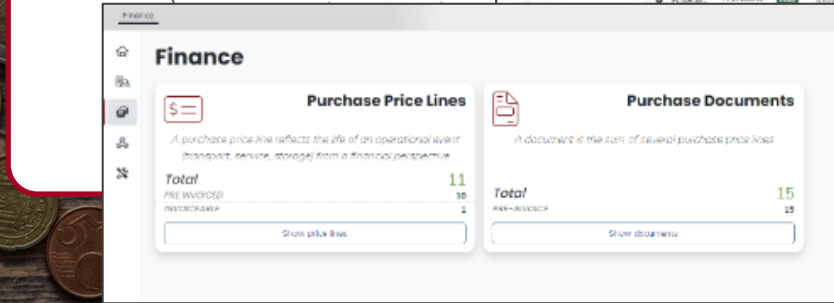 Finance
Finance
Purchase Price Lines
A purchase price line reflects the life of an operational event
(transport, service, storage) from a financial perspective
Total 11
PRE INVOICED 10
INVOICEABLE 1
Show price lines
Purchase Documents
A document is the sum of several purchase price lines
Total 15
PRE-INVOICE 15
Show documents